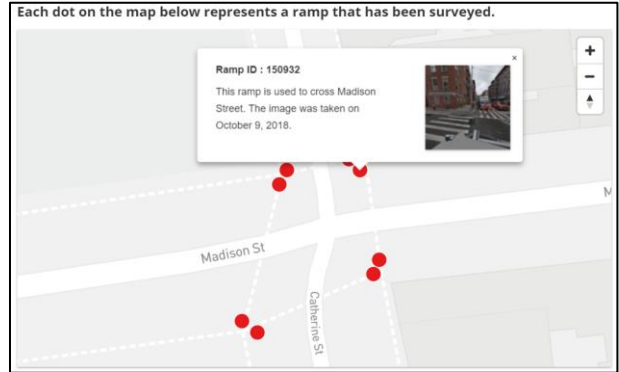 Each dot on the map below represents a ramp that has been surveyed.
Ramp ID : 150932
×
This ramp is used to cross Madison
Street. The image was taken on
October 9, 2018.
+
−
M
Madison St
Catherine St